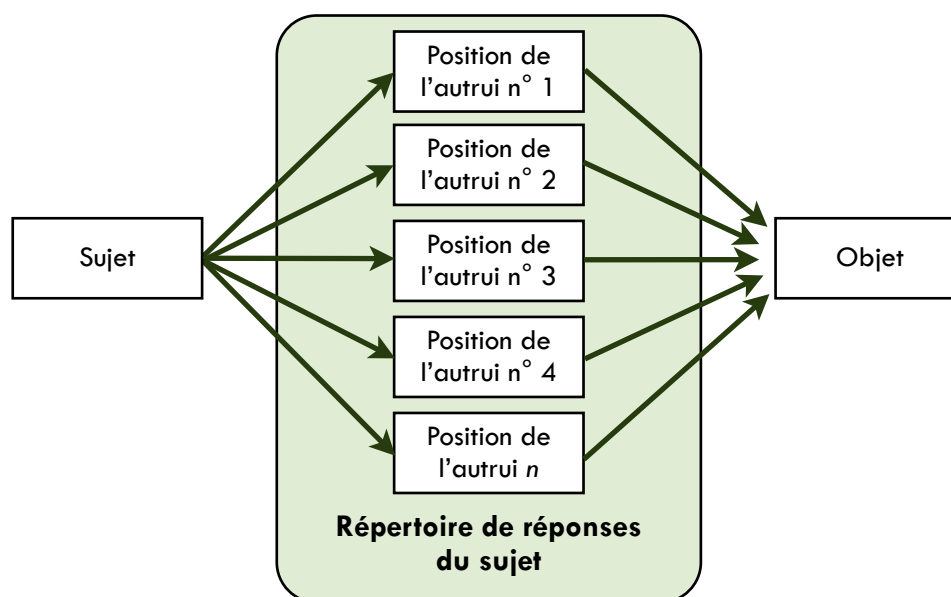 Position de
l'autrui n° 1
Position de
l'autrui n° 2
Sujet
Position de
l'autrui n° 3
Objet
Position de
l'autrui n° 4
Position de
l'autrui n
Répertoire de réponses
du sujet